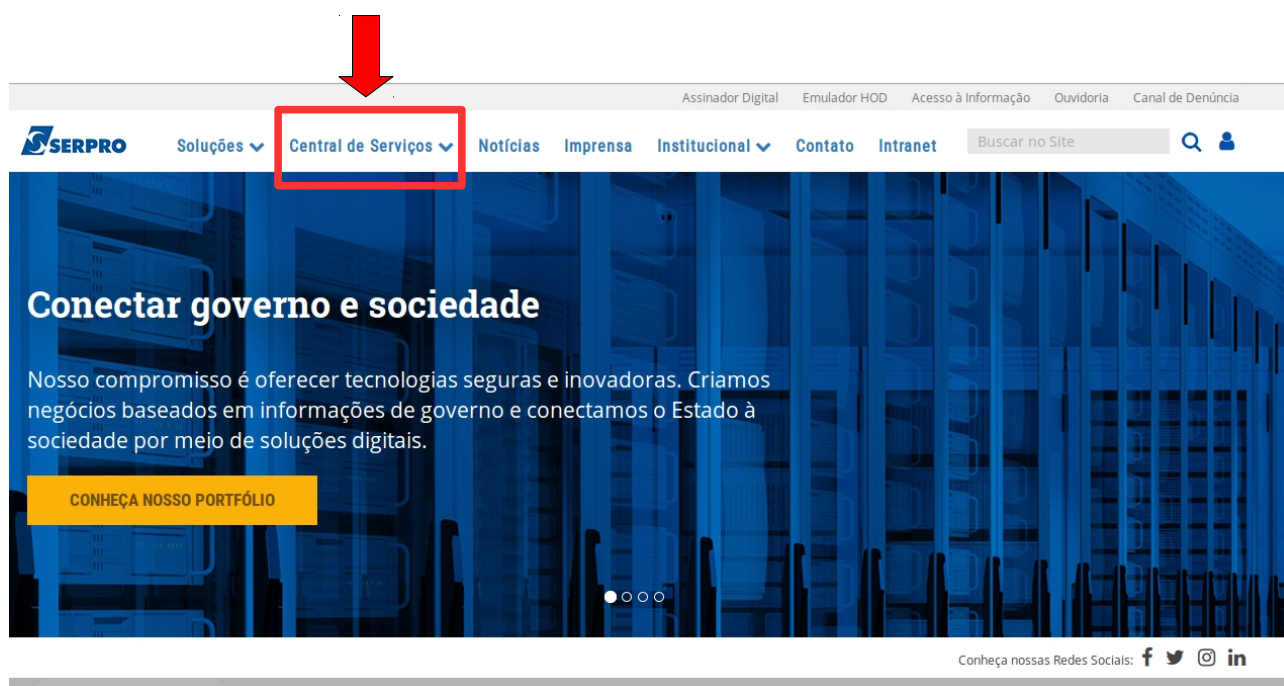 Assinador Digital Emulador HOD Acesso à Informação Ouvidoria Canal de Denúncia
SERPRO Soluções Central de Serviços Notícias Imprensa Institucional Contato Intranet Buscar no Site
Conectar governo e sociedade
Nosso compromisso é oferecer tecnologias seguras e inovadoras. Criamos
negócios baseados em informações de governo e conectamos o Estado à
sociedade por meio de soluções digitais.
CONHEÇA NOSSO PORTFÓLIO
Conheça nossas Redes Sociais: